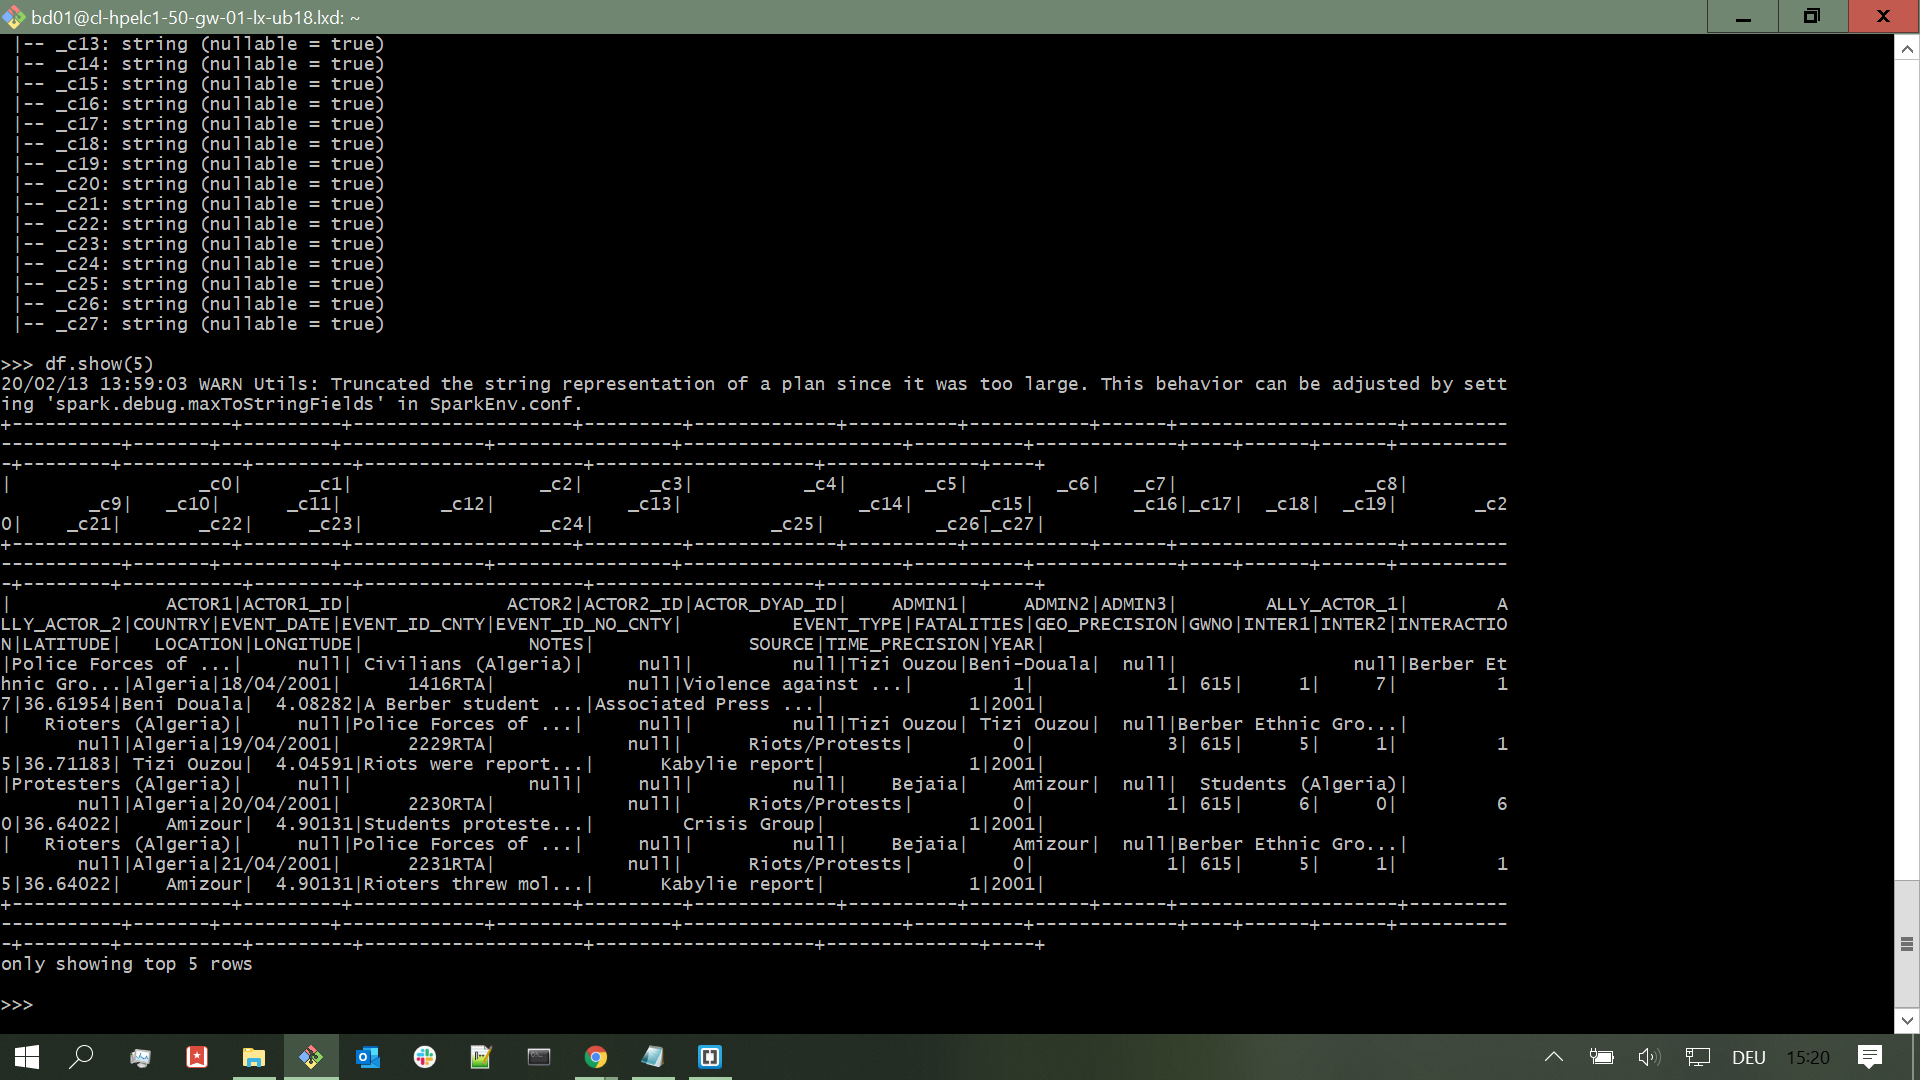 bd01@cl-hpelc1-50-gw-01-lx-ub18.lxd: ~
|-- _c13: string (nullable = true)
|-- _c14: string (nullable = true)
|-- _c15: string (nullable = true)
|-- _c16: string (nullable = true)
|-- _c17: string (nullable = true)
|-- _c18: string (nullable = true)
|-- _c19: string (nullable = true)
|-- _c20: string (nullable = true)
|-- _c21: string (nullable = true)
|-- _c22: string (nullable = true)
|-- _c23: string (nullable = true)
|-- _c24: string (nullable = true)
|-- _c25: string (nullable = true)
|-- _c26: string (nullable = true)
|-- _c27: string (nullable = true)
>>> df.show(5)
20/02/13 13:59:03 WARN Utils: Truncated the string representation of a plan since it was too large. This behavior can be adjusted by sett
ing 'spark.debug.maxToStringFields' in SparkEnv.conf.
+--------------------+---------+--------------------+---------+-------------+----------+-----------+------+--------------------+---------
-----------+-------+----------+-------------+----------------+--------------------+----------+-------------+----+------+------+----------
-+--------+-----------+---------+--------------------+--------------------+--------------+----+
| _c0| _c1| _c2| _c3| _c4| _c5| _c6| _c7| _c8|
_c9| _c10| _c11| _c12| _c13| _c14| _c15| _c16|_c17| _c18| _c19| _c2
0| _c21| _c22| _c23| _c24| _c25| _c26|_c27|
+--------------------+---------+--------------------+---------+-------------+----------+-----------+------+--------------------+---------
-----------+-------+----------+-------------+----------------+--------------------+----------+-------------+----+------+------+----------
-+--------+-----------+---------+--------------------+--------------------+--------------+----+
| ACTOR1|ACTOR1_ID| ACTOR2|ACTOR2_ID|ACTOR_DYAD_ID| ADMIN1| ADMIN2|ADMIN3| ALLY_ACTOR_1| A
LLY_ACTOR_2|COUNTRY|EVENT_DATE|EVENT_ID_CNTY|EVENT_ID_NO_CNTY| EVENT_TYPE|FATALITIES|GEO_PRECISION|GWNO|INTER1|INTER2|INTERACTIO
N|LATITUDE| LOCATION|LONGITUDE| NOTES| SOURCE|TIME_PRECISION|YEAR|
|Police Forces of ...| null| Civilians (Algeria)| null| null|Tizi Ouzou|Beni-Douala| null| null|Berber Et
hnic Gro...|Algeria|18/04/2001| 1416RTA| null|Violence against ...| 1| 1| 615| 1| 7| 1
7|36.61954|Beni Douala| 4.08282|A Berber student ...|Associated Press ...| 1|2001|
| Rioters (Algeria)| null|Police Forces of ...| null| null|Tizi Ouzou| Tizi Ouzou| null|Berber Ethnic Gro...|
null|Algeria|19/04/2001| 2229RTA| null| Riots/Protests| 0| 3| 615| 5| 1| 1
5|36.71183| Tizi Ouzou| 4.04591|Riots were report...| Kabylie report| 1|2001|
|Protesters (Algeria)| null| null| null| null| Bejaia| Amizour| null| Students (Algeria)|
null|Algeria|20/04/2001| 2230RTA| null| Riots/Protests| 0| 1| 615| 6| 0| 6
0|36.64022| Amizour| 4.90131|Students proteste...| Crisis Group| 1|2001|
| Rioters (Algeria)| null|Police Forces of ...| null| null| Bejaia| Amizour| null|Berber Ethnic Gro...|
null|Algeria|21/04/2001| 2231RTA| null| Riots/Protests| 0| 1| 615| 5| 1| 1
5|36.64022| Amizour| 4.90131|Rioters threw mol...| Kabylie report| 1|2001|
+--------------------+---------+--------------------+---------+-------------+----------+-----------+------+--------------------+---------
-----------+-------+----------+-------------+----------------+--------------------+----------+-------------+----+------+------+----------
-+--------+-----------+---------+--------------------+--------------------+--------------+----+
only showing top 5 rows
>>>
DEU 15:20